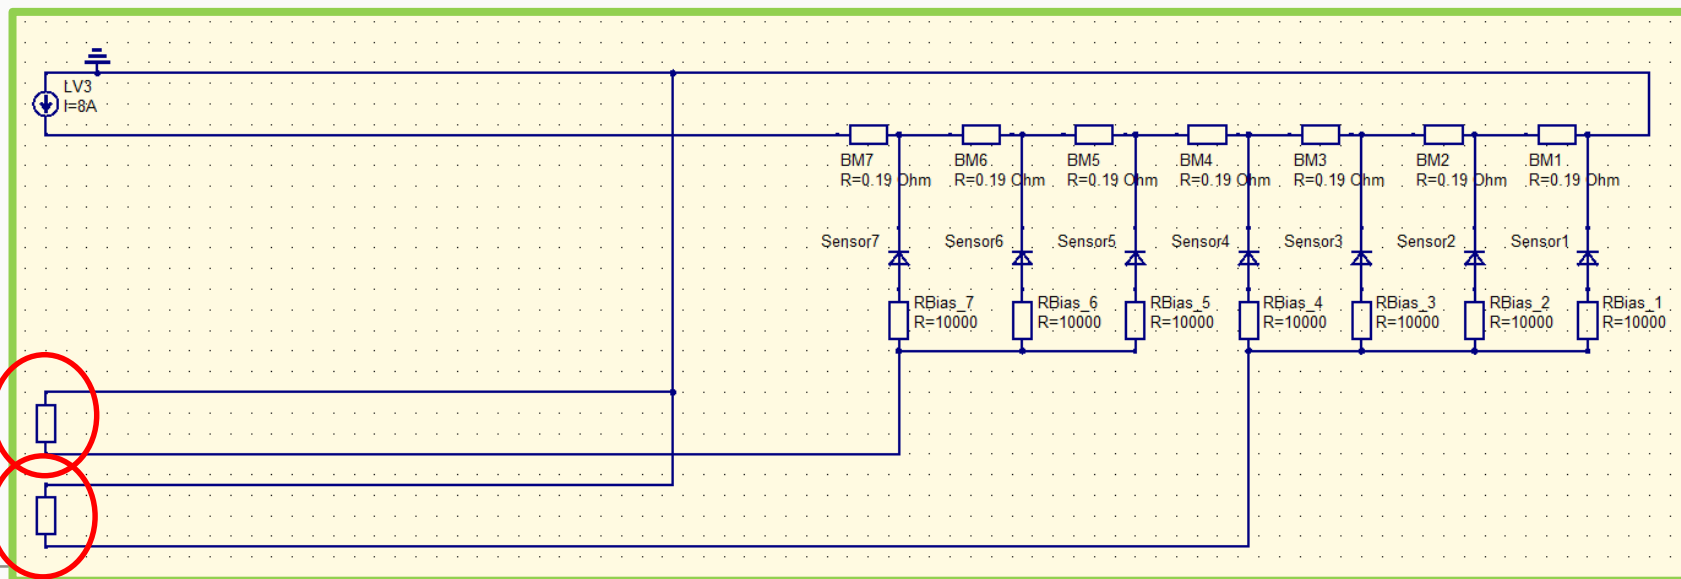 LV3
I=8A
BM7
R=0.19 Ohm
BM6
R=0.19 Ohm
BM5
R=0.19 Ohm
BM4
R=0.19 Ohm
BM3
R=0.19 Ohm
BM2
R=0.19 Ohm
BM1
R=0.19 Ohm
Sensor7
Sensor6
Sensor5
Sensor4
Sensor3
Sensor2
Sensor1
RBias_7
R=10000
RBias_6
R=10000
RBias_5
R=10000
RBias_4
R=10000
RBias_3
R=10000
RBias_2
R=10000
RBias_1
R=10000